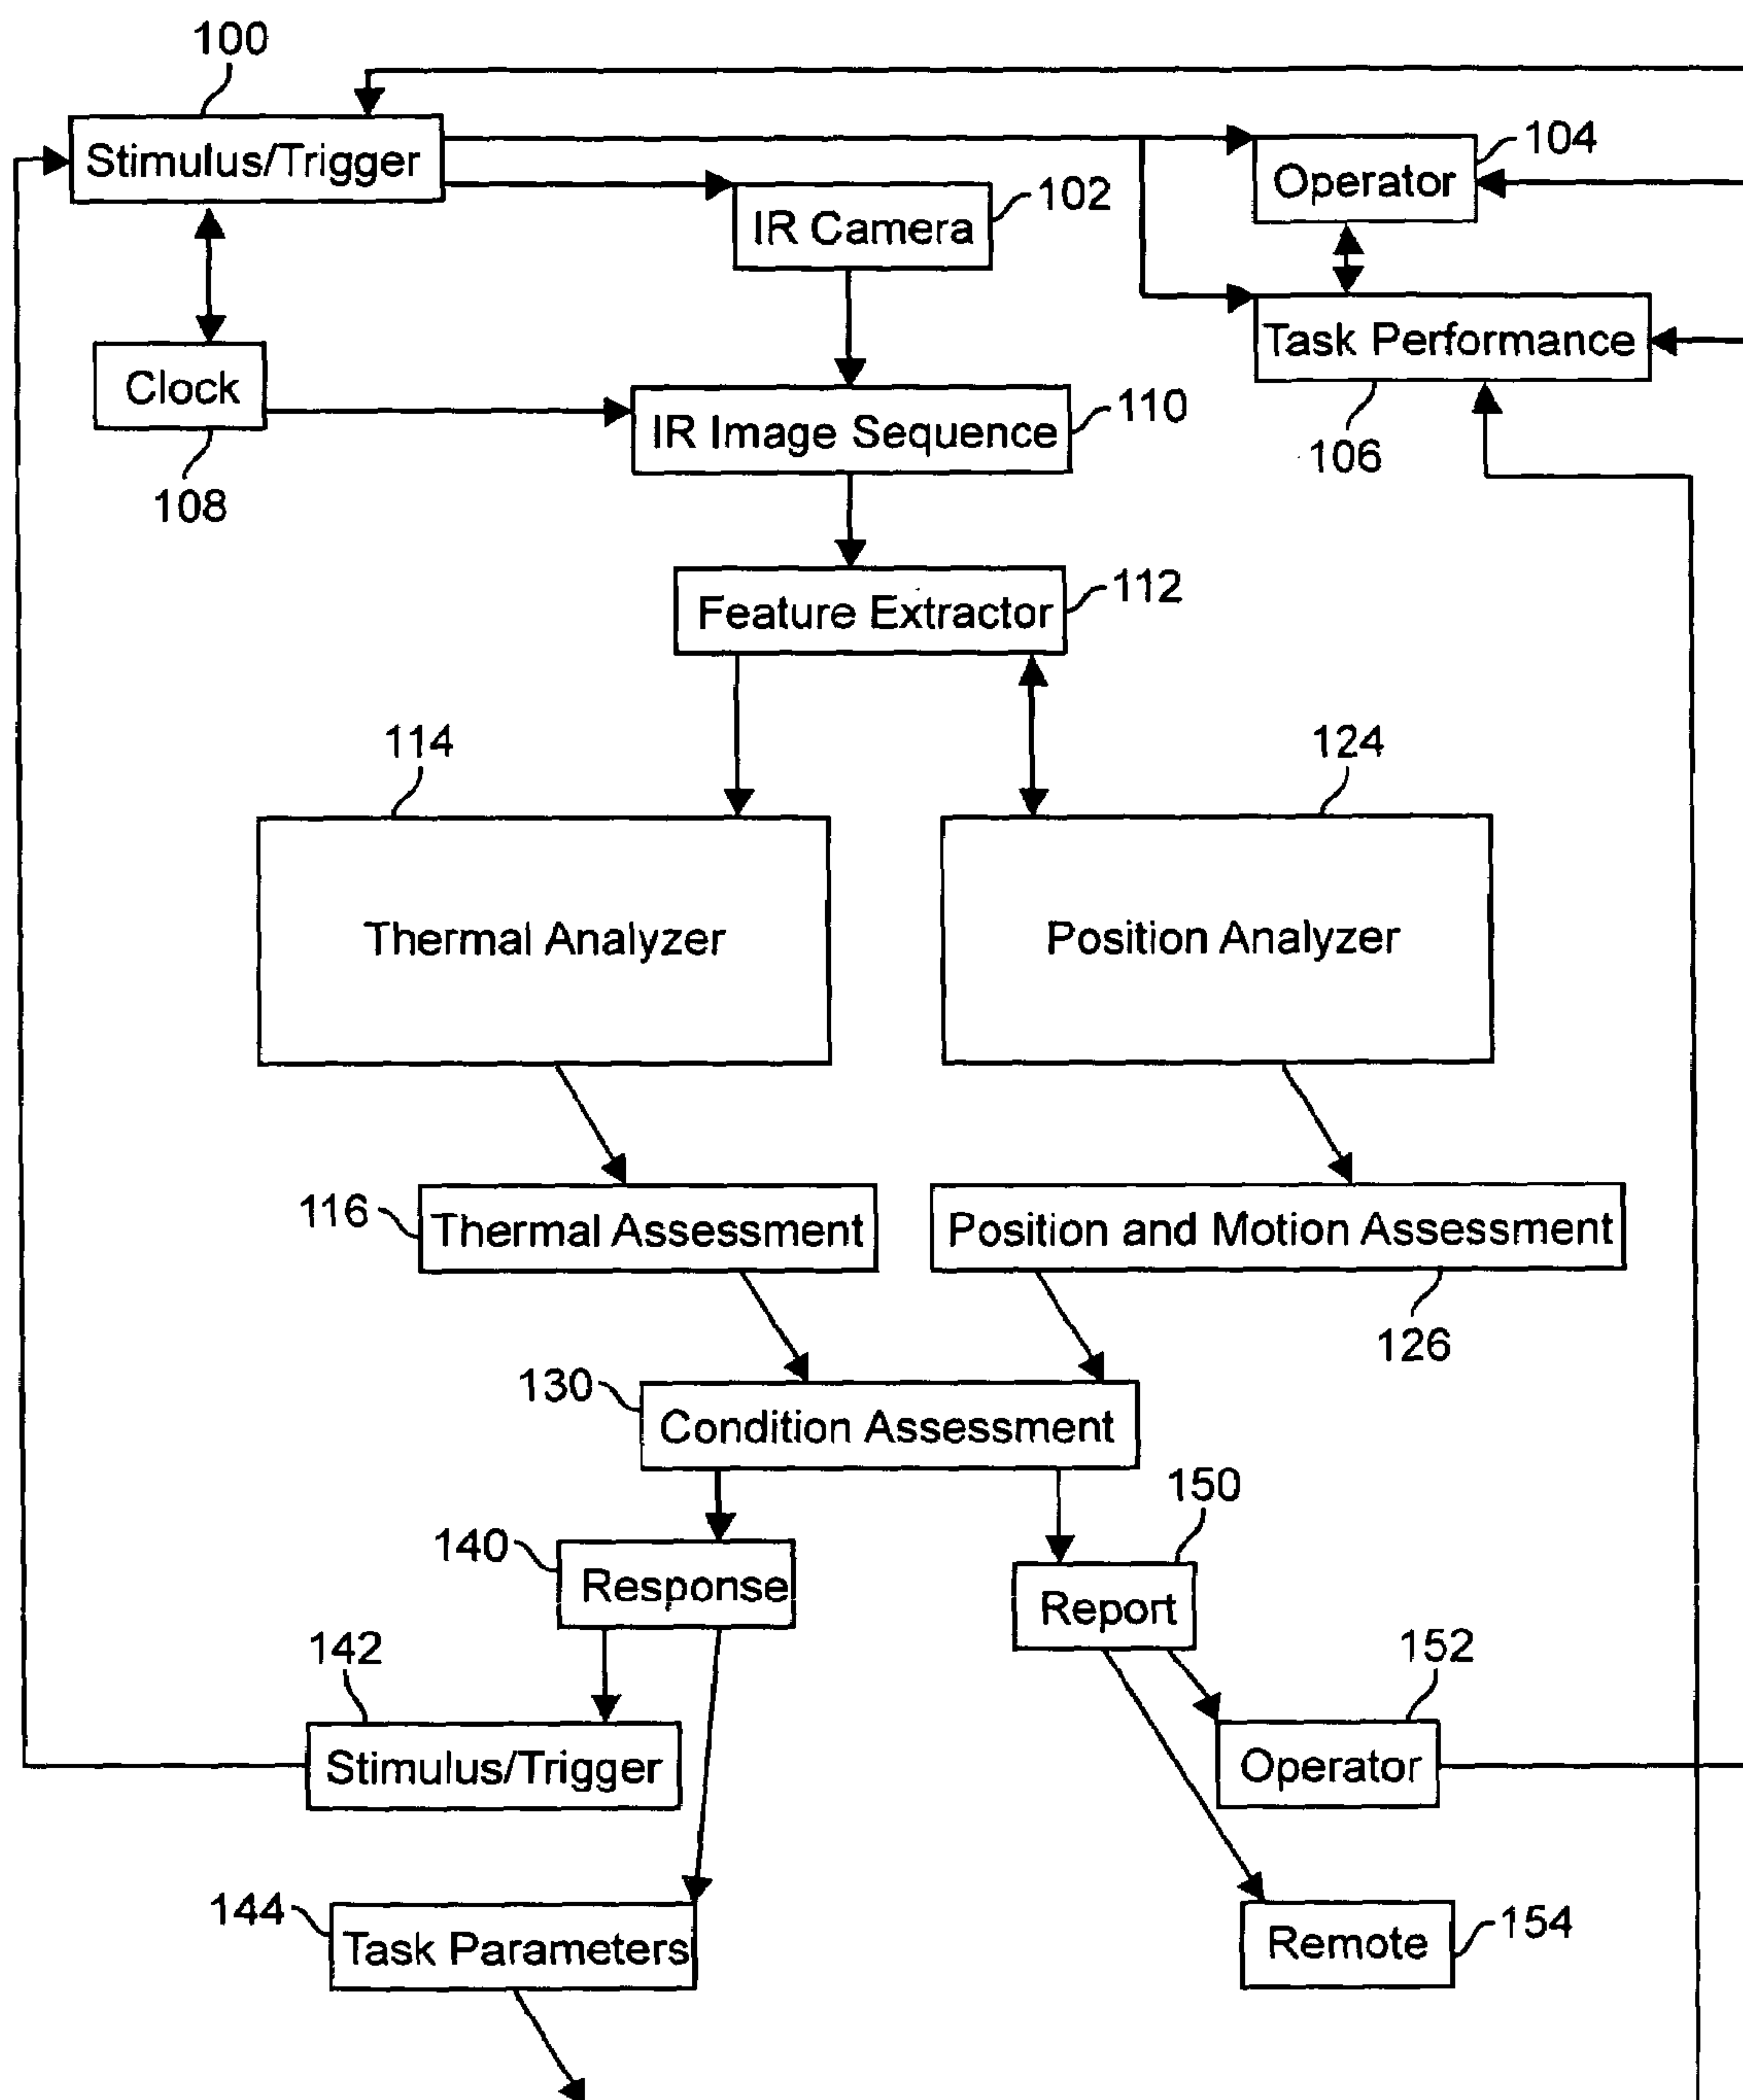 100
Stimulus/Trigger
104
Operator
102
IR Camera
Clock
Task Performance
110
IR Image Sequence
106
108
112
Feature Extractor
114
124
Thermal Analyzer
Position Analyzer
116
Thermal Assessment
Position and Motion Assessment
126
130
Condition Assessment
150
140
Response
Report
142
152
Stimulus/Trigger
Operator
144
Task Parameters
Remote
154